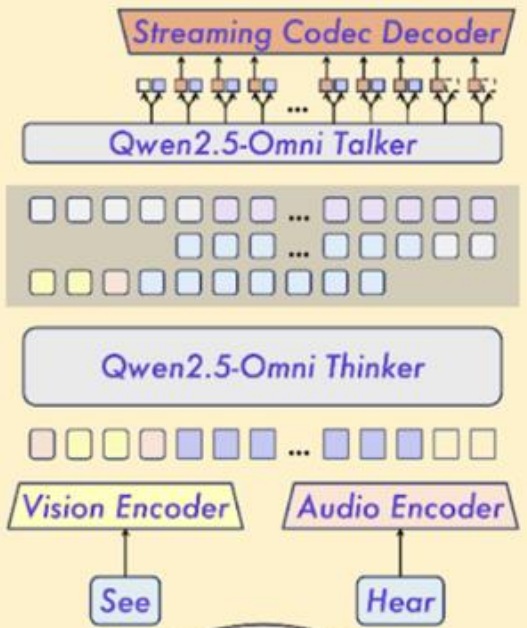 Streaming Codec Decoder
...
Qwen2.5-Omni Talker
...
...
Qwen2.5-Omni Thinker
...
Vision Encoder Audio Encoder
See Hear